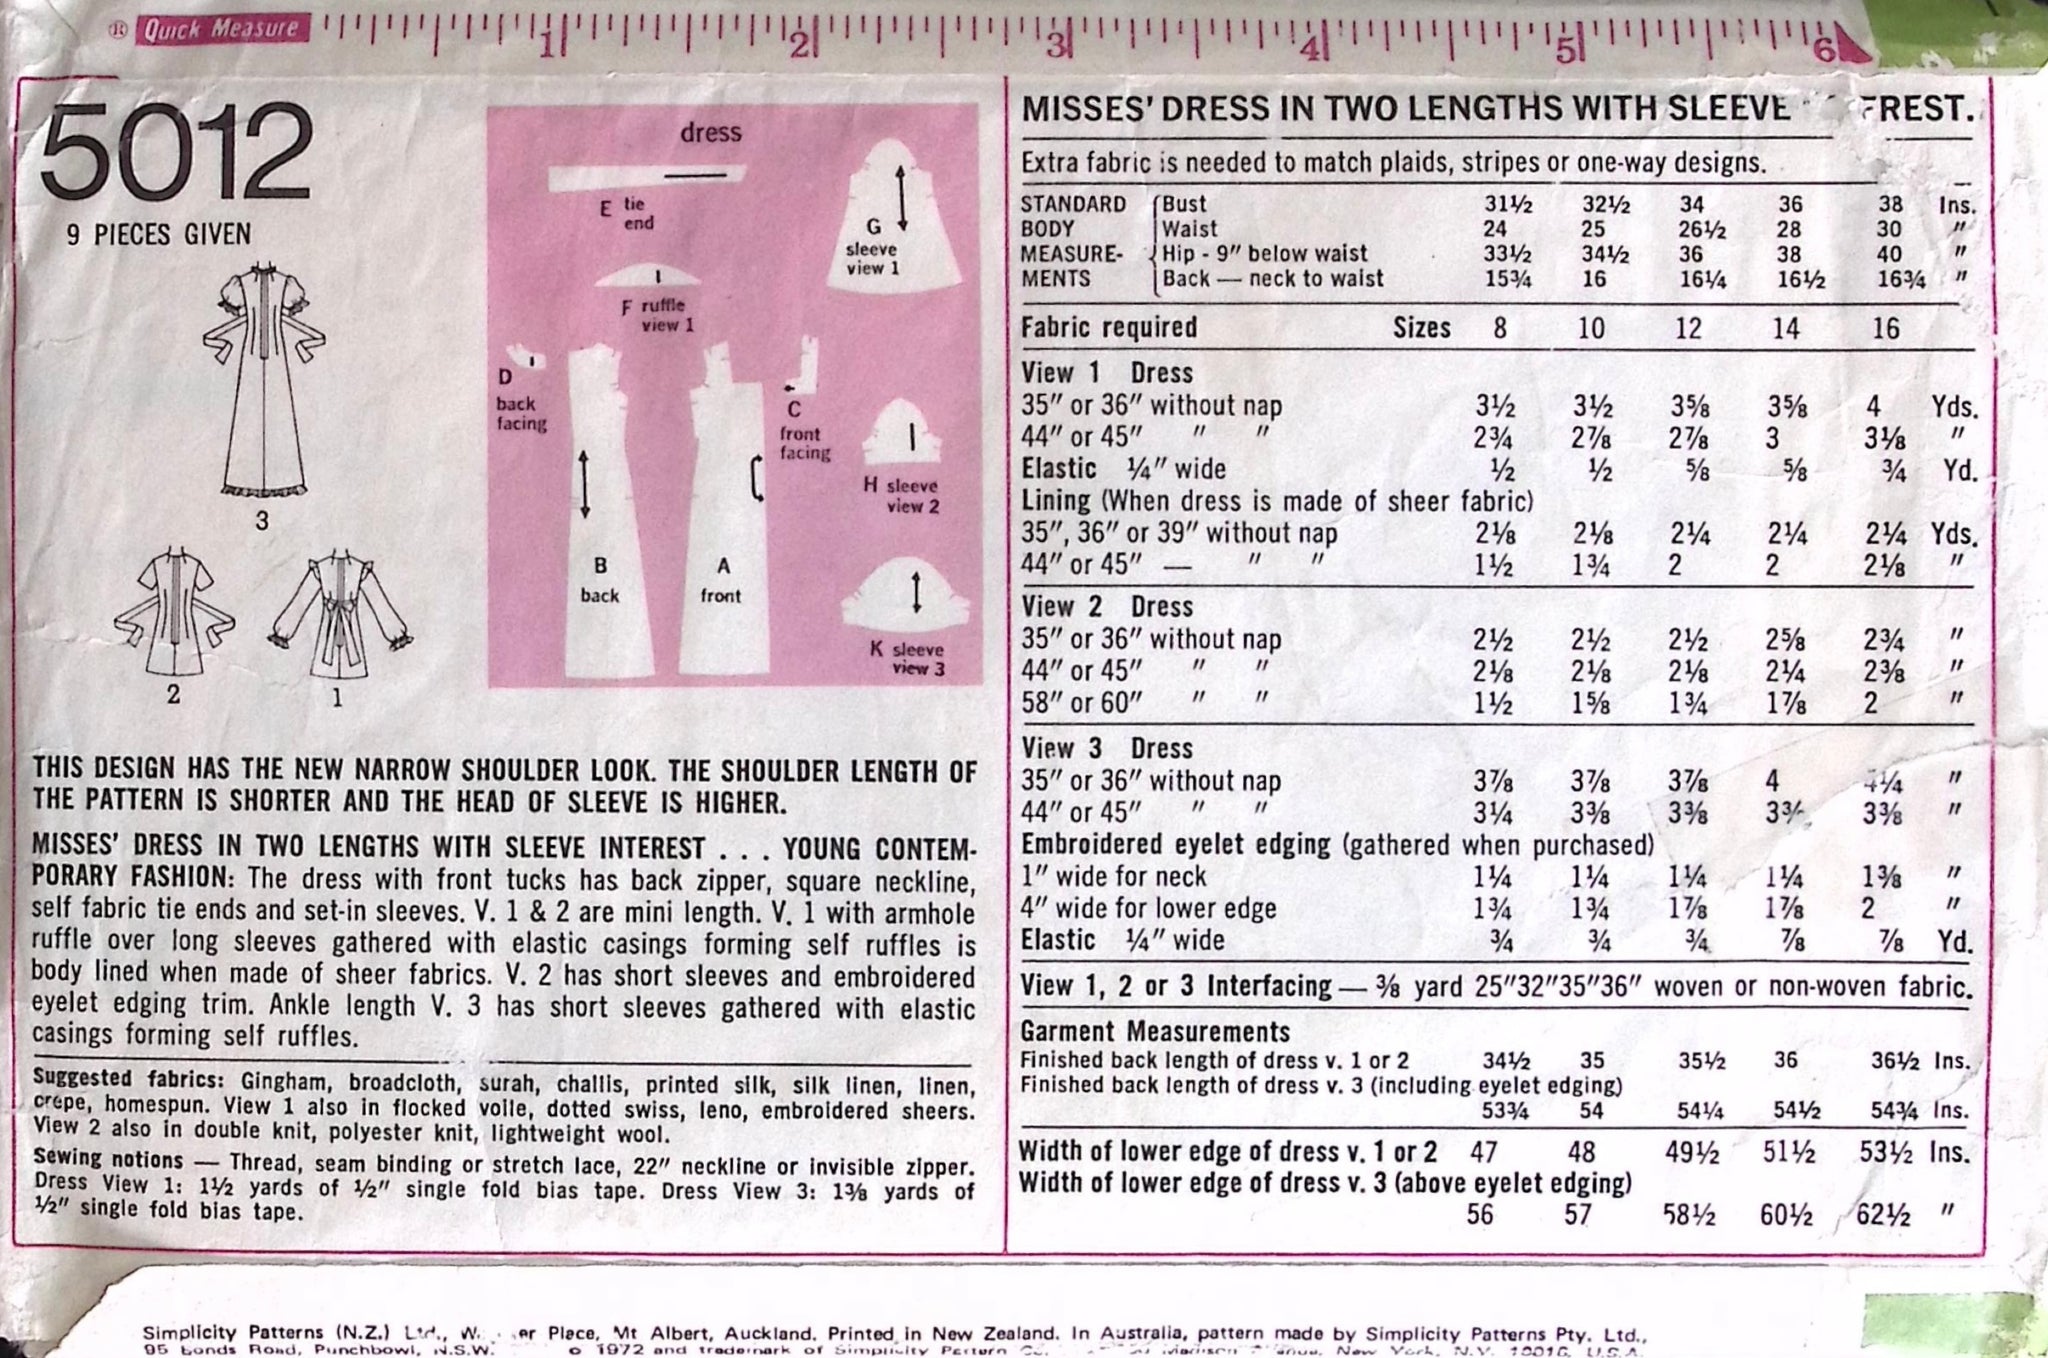 ® Quick Measure 1 2 3 4 5 6
5012
9 PIECES GIVEN
3
2
1
dress
E tie
end
G
sleeve
view 1
F ruffle
view 1
D
back
facing
C
front
facing
H sleeve
view 2
B
back
A
front
K sleeve
view 3
THIS DESIGN HAS THE NEW NARROW SHOULDER LOOK. THE SHOULDER LENGTH OF
THE PATTERN IS SHORTER AND THE HEAD OF SLEEVE IS HIGHER.
MISSES' DRESS IN TWO LENGTHS WITH SLEEVE INTEREST . . . YOUNG CONTEM-
PORARY FASHION: The dress with front tucks has back zipper, square neckline,
self fabric tie ends and set-in sleeves. V. 1 & 2 are mini length. V. 1 with armhole
ruffle over long sleeves gathered with elastic casings forming self ruffles is
body lined when made of sheer fabrics. V. 2 has short sleeves and embroidered
eyelet edging trim. Ankle length V. 3 has short sleeves gathered with elastic
casings forming self ruffles.
Suggested fabrics: Gingham, broadcloth, surah, challis, printed silk, silk linen, linen,
crepe, homespun. View 1 also in flocked voile, dotted swiss, leno, embroidered sheers.
View 2 also in double knit, polyester knit, lightweight wool.
Sewing notions — Thread, seam binding or stretch lace, 22" neckline or invisible zipper.
Dress View 1: 1½ yards of ½" single fold bias tape. Dress View 3: 1⅜ yards of
½" single fold bias tape.
MISSES' DRESS IN TWO LENGTHS WITH SLEEVE
Extra fabric is needed to match plaids, stripes or one-way designs.
STANDARD Bust 31½ 32½ 34 36 38 Ins.
BODY Waist 24 25 26½ 28 30 "
MEASURE- Hip - 9" below waist 33½ 34½ 36 38 40 "
MENTS Back — neck to waist 15¾ 16 16¼ 16½ 16¾ "
Fabric required Sizes 8 10 12 14 16
View 1 Dress
35" or 36" without nap 3½ 3½ 3⅝ 3⅝ 4 Yds.
44" or 45" " " 2¾ 2⅞ 2⅞ 3 3⅛ "
Elastic ¼" wide ½ ½ ⅝ ⅝ ¾ Yd.
Lining (When dress is made of sheer fabric)
35", 36" or 39" without nap 2⅛ 2⅛ 2¼ 2¼ 2¼ Yds.
44" or 45" — " " 1½ 1¾ 2 2 2⅛ "
View 2 Dress
35" or 36" without nap 2½ 2½ 2½ 2⅝ 2¾ "
44" or 45" " " 2⅛ 2⅛ 2⅛ 2¼ 2⅜ "
58" or 60" " " 1½ 1⅝ 1¾ 1⅞ 2 "
View 3 Dress
35" or 36" without nap 3⅞ 3⅞ 3⅞ 4 4¼ "
44" or 45" " " 3¼ 3⅜ 3⅜ 3⅜ "
Embroidered eyelet edging (gathered when purchased)
1" wide for neck 1¼ 1¼ 1¼ 1¼ 1⅜ "
4" wide for lower edge 1¾ 1¾ 1⅞ 1⅞ 2 "
Elastic ¼" wide ¾ ¾ ¾ ⅞ ⅞ Yd.
View 1, 2 or 3 Interfacing — ⅜ yard 25"32"35"36" woven or non-woven fabric.
Garment Measurements
Finished back length of dress v. 1 or 2 34½ 35 35½ 36 36½ Ins.
Finished back length of dress v. 3 (including eyelet edging)
53¾ 54 54¼ 54½ 54¾ Ins.
Width of lower edge of dress v. 1 or 2 47 48 49½ 51½ 53½ Ins.
Width of lower edge of dress v. 3 (above eyelet edging)
56 57 58½ 60½ 62½ "
Simplicity Patterns (N.Z.) Ltd., Place, Mt Albert, Auckland. Printed in New Zealand. In Australia, pattern made by Simplicity Patterns Pty. Ltd.,
95 Bonds Road, Punchbowl, N.S.W. © 1972 and trademark of Simplicity Pattern Co. New York, N.Y. 10016, U.S.A.